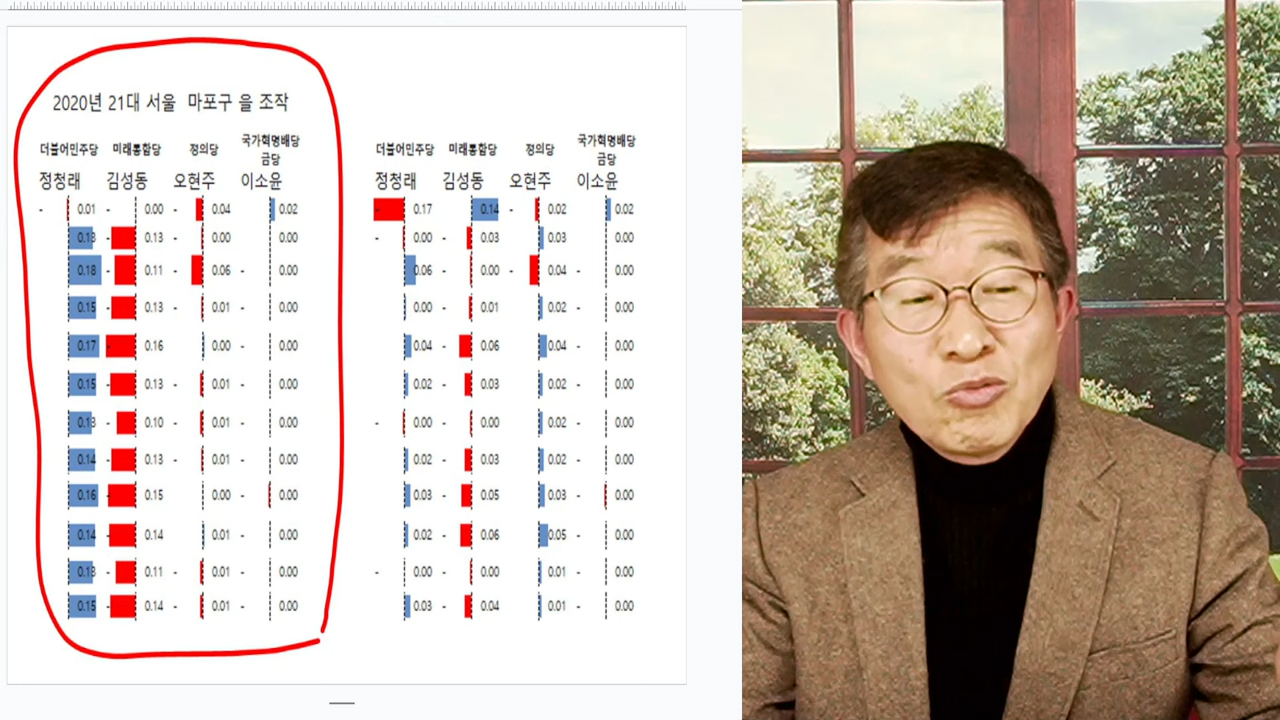 2020년 21대 서울 마포구 을 조작
더불어민주당 미래통합당 정의당 국가혁명배당
금당
정청래 김성동 오현주 이소윤
- 0.01 0.00 - 0.04 0.02
0.13 - 0.13 - 0.00 - 0.00
0.18 - 0.11 - 0.06 - 0.00
0.15 - 0.13 - 0.01 - 0.00
0.17 - 0.16 - 0.00 - 0.00
0.15 - 0.13 - 0.01 - 0.00
0.13 - 0.10 - 0.01 - 0.00
0.14 - 0.13 - 0.01 - 0.00
0.16 - 0.15 0.00 - 0.00
0.14 - 0.14 - 0.01 - 0.00
0.13 - 0.11 - 0.01 - 0.00
0.15 - 0.14 - 0.01 - 0.00
더불어민주당 미래통합당 정의당 국가혁명배당
금당
정청래 김성동 오현주 이소윤
- 0.17 0.14 - 0.02 0.02
- 0.00 - 0.03 0.03 - 0.00
0.06 - 0.00 - 0.04 - 0.00
0.00 - 0.01 0.02 - 0.00
0.04 - 0.06 0.04 - 0.00
0.02 - 0.03 0.02 - 0.00
- 0.00 - 0.00 0.00 - 0.00
0.02 - 0.03 0.02 - 0.00
0.03 - 0.05 0.03 - 0.00
0.02 - 0.06 0.05 - 0.00
- 0.00 - 0.00 0.01 - 0.00
0.03 - 0.04 0.01 - 0.00